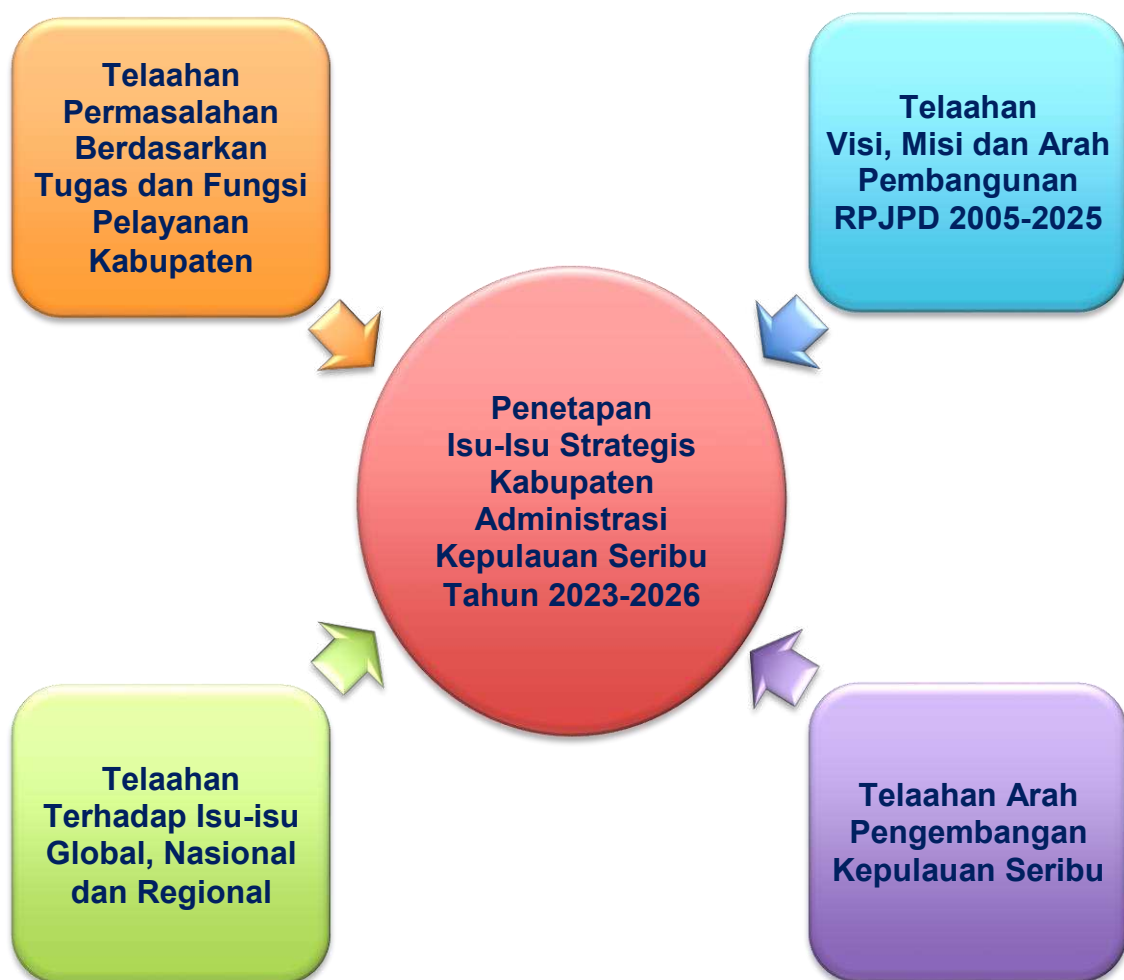 Telaahan
Permasalahan
Berdasarkan
Tugas dan Fungsi
Pelayanan
Kabupaten
Telaahan
Visi, Misi dan Arah
Pembangunan
RPJPD 2005-2025
Penetapan
Isu-Isu Strategis
Kabupaten
Administrasi
Kepulauan Seribu
Tahun 2023-2026
Telaahan
Terhadap Isu-isu
Global, Nasional
dan Regional
Telaahan Arah
Pengembangan
Kepulauan Seribu